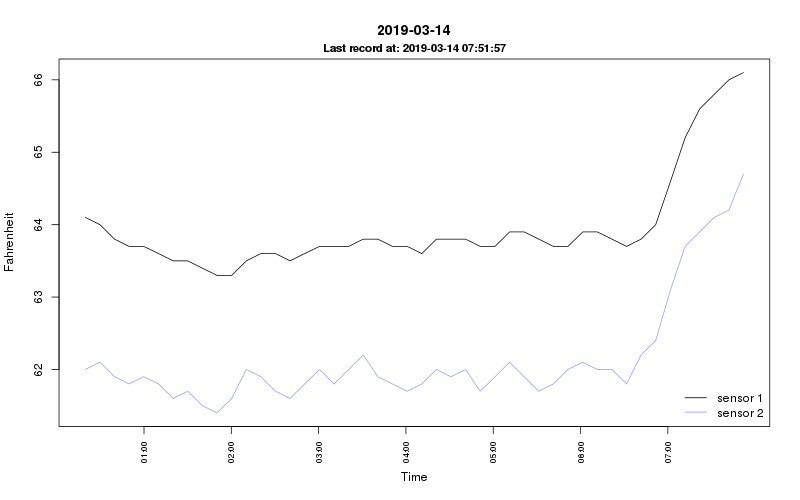 2019-03-14
Last record at: 2019-03-14 07:51:57
66
65
64
63
62
Fahrenheit
sensor 1
sensor 2
01:00 02:00 03:00 04:00 05:00 06:00 07:00
Time